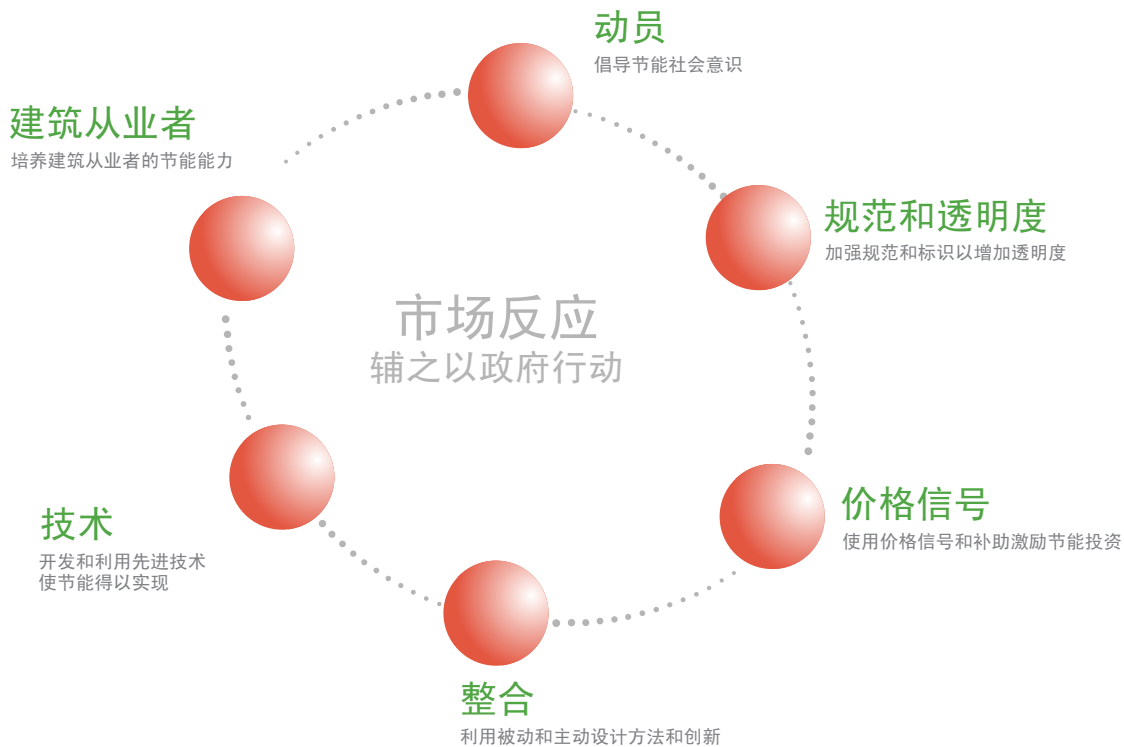 动员
倡导节能社会意识
建筑从业者
培养建筑从业者的节能能力
规范和透明度
加强规范和标识以增加透明度
市场反应
辅之以政府行动
价格信号
使用价格信号和补助激励节能投资
技术
开发和利用先进技术
使节能得以实现
整合
利用被动和主动设计方法和创新